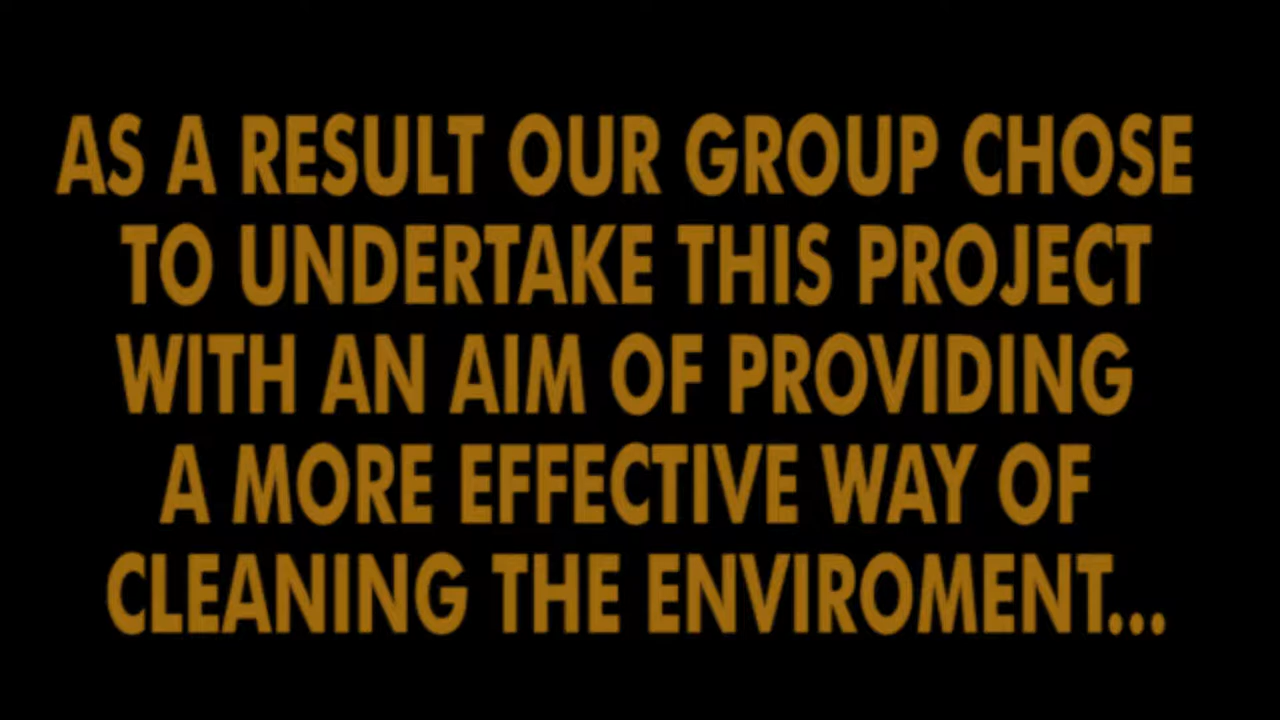 AS A RESULT OUR GROUP CHOSE
TO UNDERTAKE THIS PROJECT
WITH AN AIM OF PROVIDING
A MORE EFFECTIVE WAY OF
CLEANING THE ENVIROMENT...